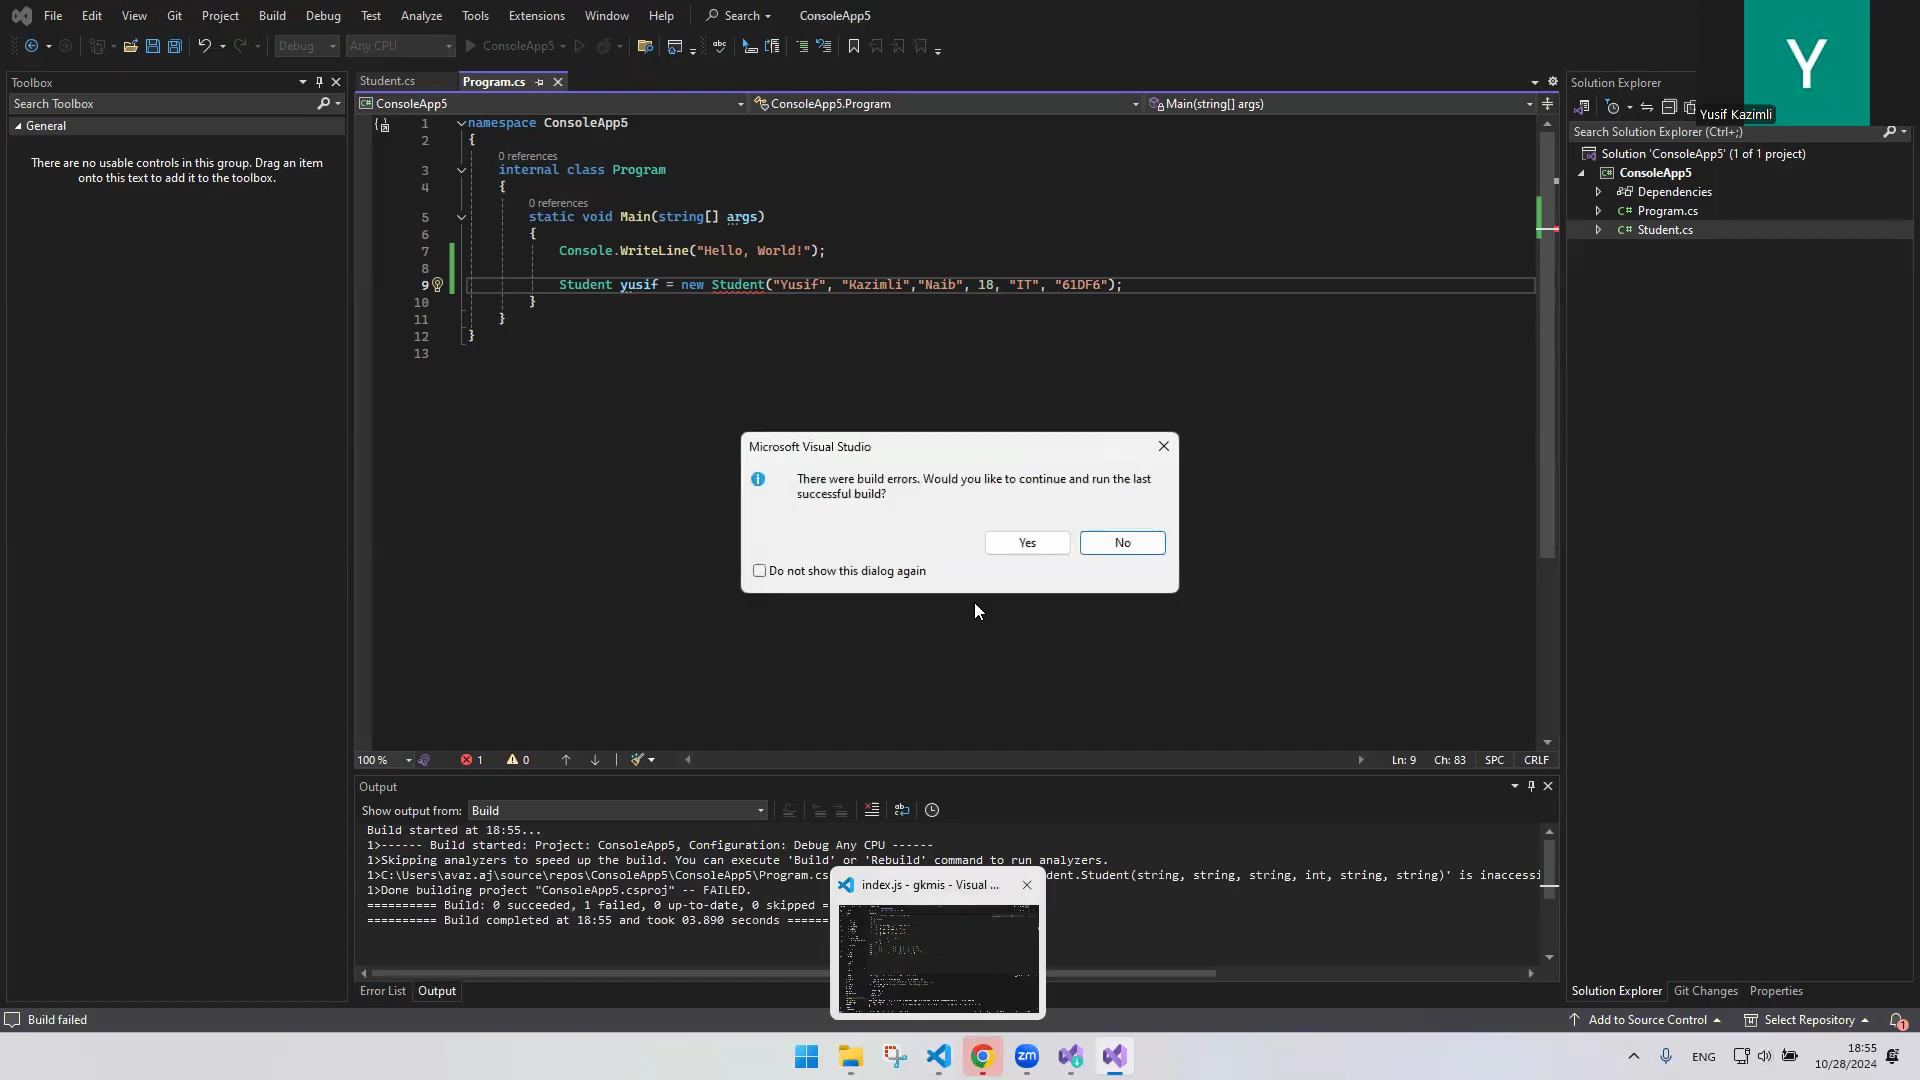 File Edit View Git Project Build Debug Test Analyze Tools Extensions Window Help Search ConsoleApp5
Debug Any CPU ConsoleApp5
Y
Yusif Kazimli
Toolbox
Search Toolbox
General
There are no usable controls in this group. Drag an item
onto this text to add it to the toolbox.
Student.cs Program.cs
ConsoleApp5 ConsoleApp5.Program Main(string[] args)
1 namespace ConsoleApp5
2 {
0 references
3 internal class Program
4 {
0 references
5 static void Main(string[] args)
6 {
7 Console.WriteLine("Hello, World!");
8
9 Student yusif = new Student("Yusif", "Kazimli","Naib", 18, "IT", "61DF6");
10 }
11 }
12 }
13
Microsoft Visual Studio
There were build errors. Would you like to continue and run the last
successful build?
Yes No
Do not show this dialog again
100 % 1 0 Ln: 9 Ch: 83 SPC CRLF
Output
Show output from: Build
Build started at 18:55...
1>------ Build started: Project: ConsoleApp5, Configuration: Debug Any CPU ------
1>Skipping analyzers to speed up the build. You can execute 'Build' or 'Rebuild' command to run analyzers.
1>C:\Users\avaz.aj\source\repos\ConsoleApp5\ConsoleApp5\Program.cs dent.Student(string, string, string, int, string, string)' is inaccessi
1>Done building project "ConsoleApp5.csproj" -- FAILED.
========== Build: 0 succeeded, 1 failed, 0 up-to-date, 0 skipped =
========== Build completed at 18:55 and took 03.890 seconds ======
index.js - gkmis - Visual ...
Error List Output
Solution Explorer
Search Solution Explorer (Ctrl+;)
Solution 'ConsoleApp5' (1 of 1 project)
ConsoleApp5
Dependencies
C# Program.cs
C# Student.cs
Solution Explorer Git Changes Properties
Build failed
Add to Source Control Select Repository 1
zm
ENG
18:55
10/28/2024